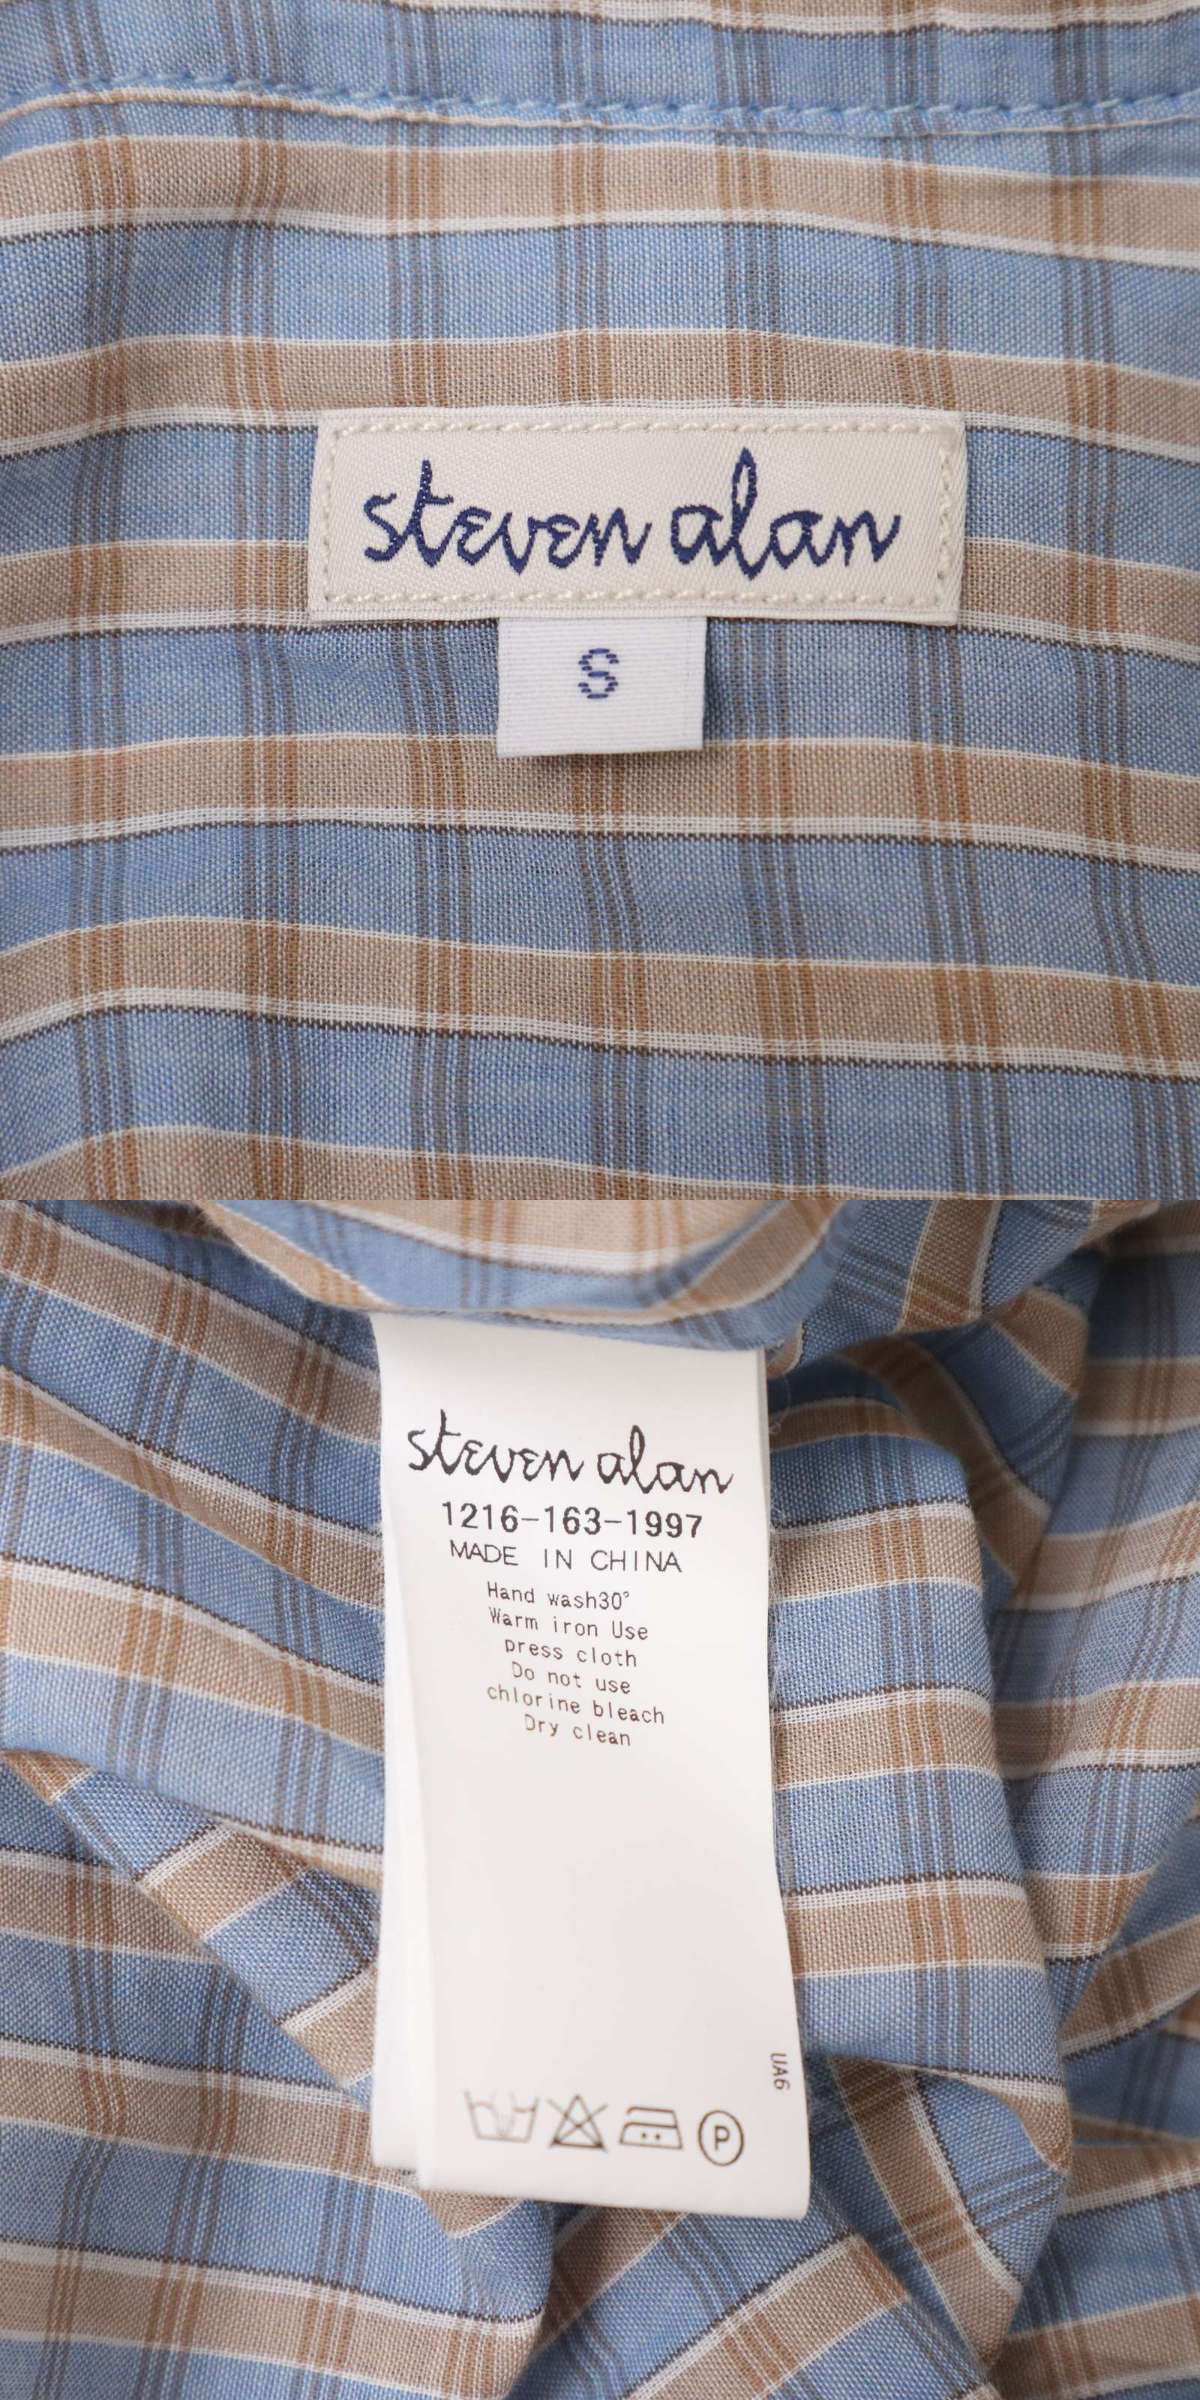 steven alan
S
steven alan
1216-163-1997
MADE IN CHINA
Hand wash30°
Warm iron Use
press cloth
Do not use
chlorine bleach
Dry clean
UA6
P